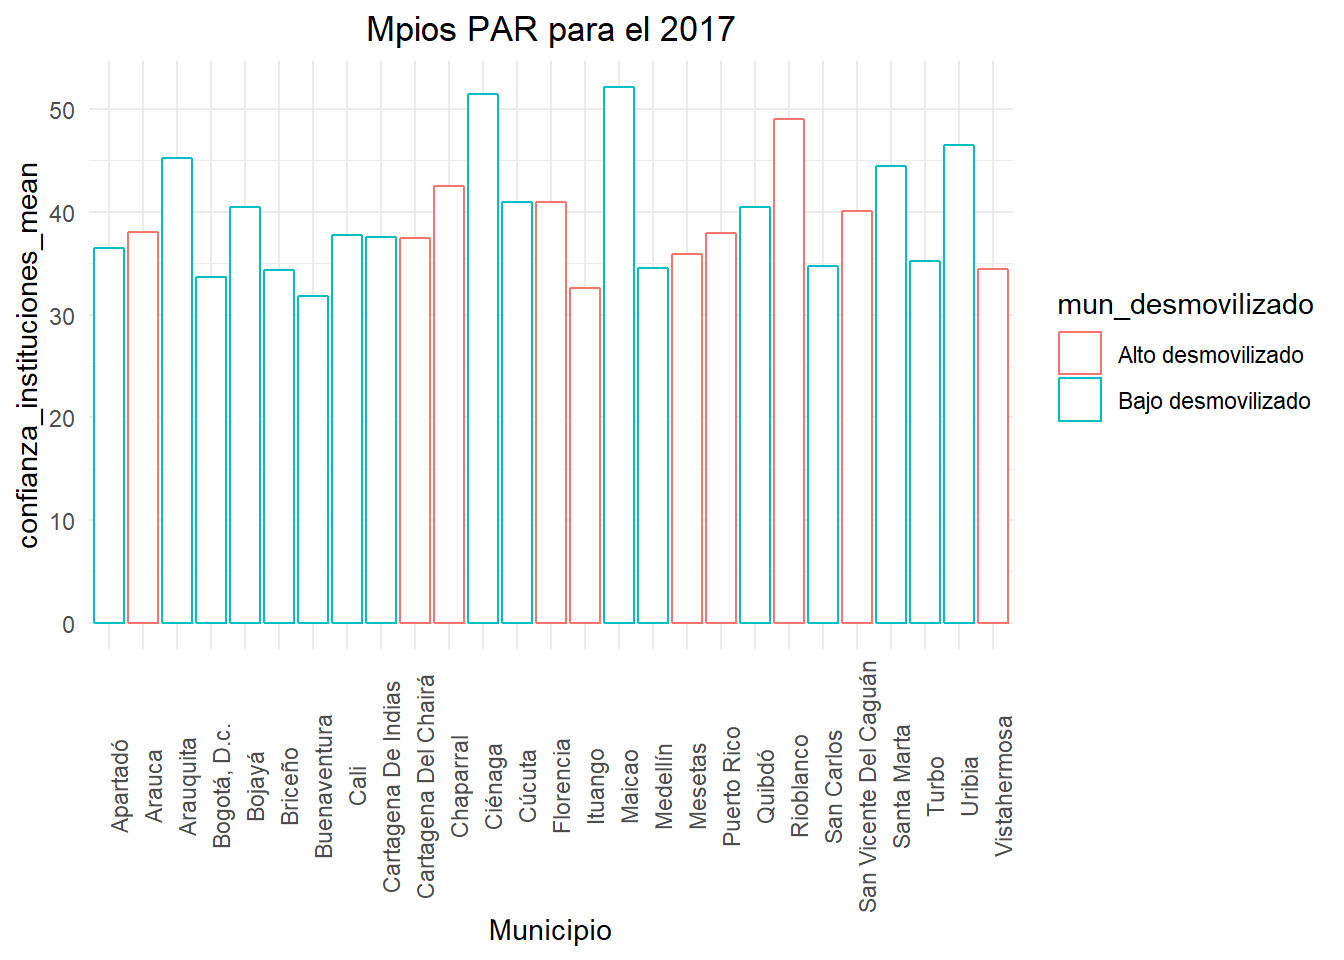 Mpios PAR para el 2017
confianza_instituciones_mean
50
40
30
20
10
0
Apartadó
Arauca
Arauquita
Bogotá, D.c.
Bojayá
Briceño
Buenaventura
Cali
Cartagena De Indias
Cartagena Del Chairá
Chaparral
Ciénaga
Cúcuta
Florencia
Ituango
Maicao
Medellín
Mesetas
Puerto Rico
Quibdó
Rioblanco
San Carlos
San Vicente Del Caguán
Santa Marta
Turbo
Uribia
Vistahermosa
Municipio
mun_desmovilizado
Alto desmovilizado
Bajo desmovilizado